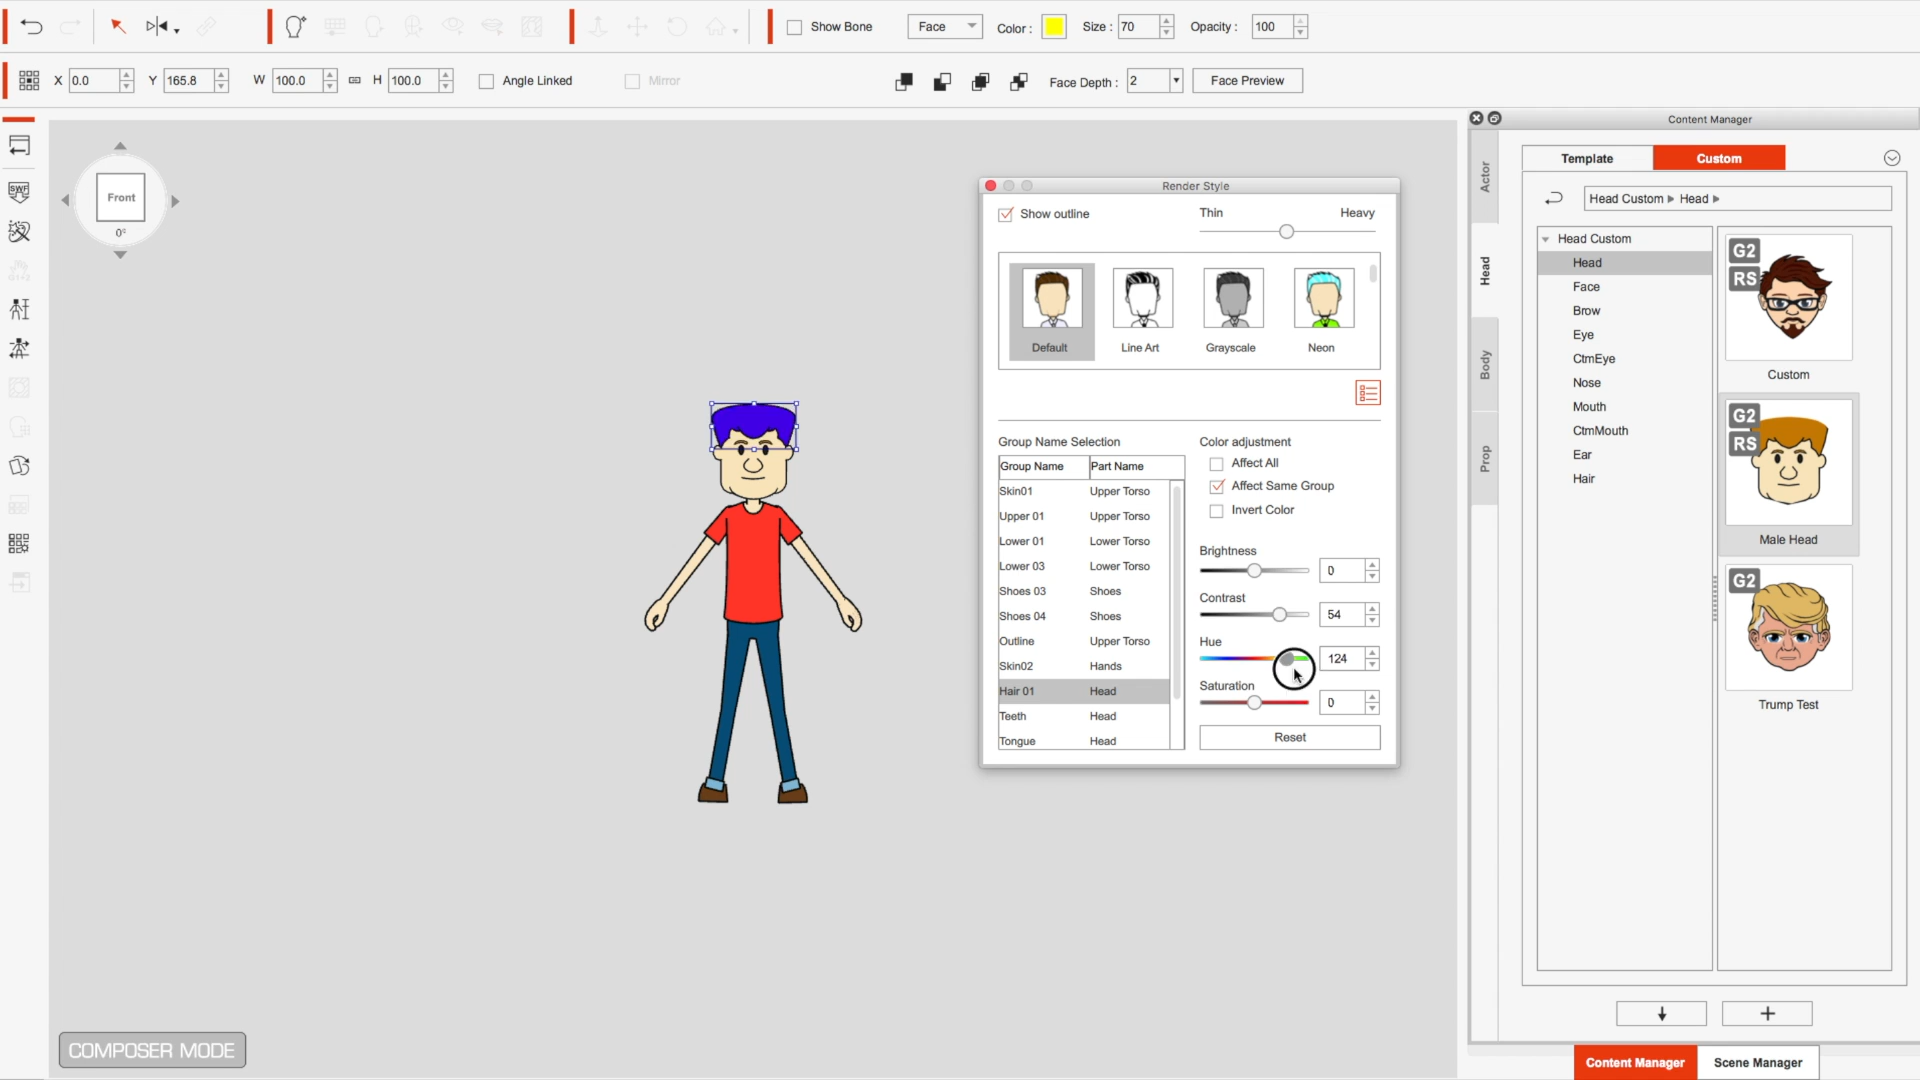 Show Bone
Face
Color :
Size : 70
Opacity : 100
X 0.0
Y 165.8
W 100.0
H 100.0
Angle Linked
Mirror
Face Depth : 2
Face Preview
SWF
Front
0°
COMPOSER MODE
Render Style
Show outline
Thin
Heavy
Default
Line Art
Grayscale
Neon
Group Name Selection
Group Name Part Name
Skin01 Upper Torso
Upper 01 Upper Torso
Lower 01 Lower Torso
Lower 03 Lower Torso
Shoes 03 Shoes
Shoes 04 Shoes
Outline Upper Torso
Skin02 Hands
Hair 01 Head
Teeth Head
Tongue Head
Color adjustment
Affect All
Affect Same Group
Invert Color
Brightness
0
Contrast
54
Hue
124
Saturation
0
Reset
Content Manager
Actor
Head
Body
Prop
Template
Custom
Head Custom Head
Head Custom
Head
Face
Brow
Eye
CtmEye
Nose
Mouth
CtmMouth
Ear
Hair
G2
RS
Custom
G2
RS
Male Head
G2
Trump Test
Content Manager
Scene Manager